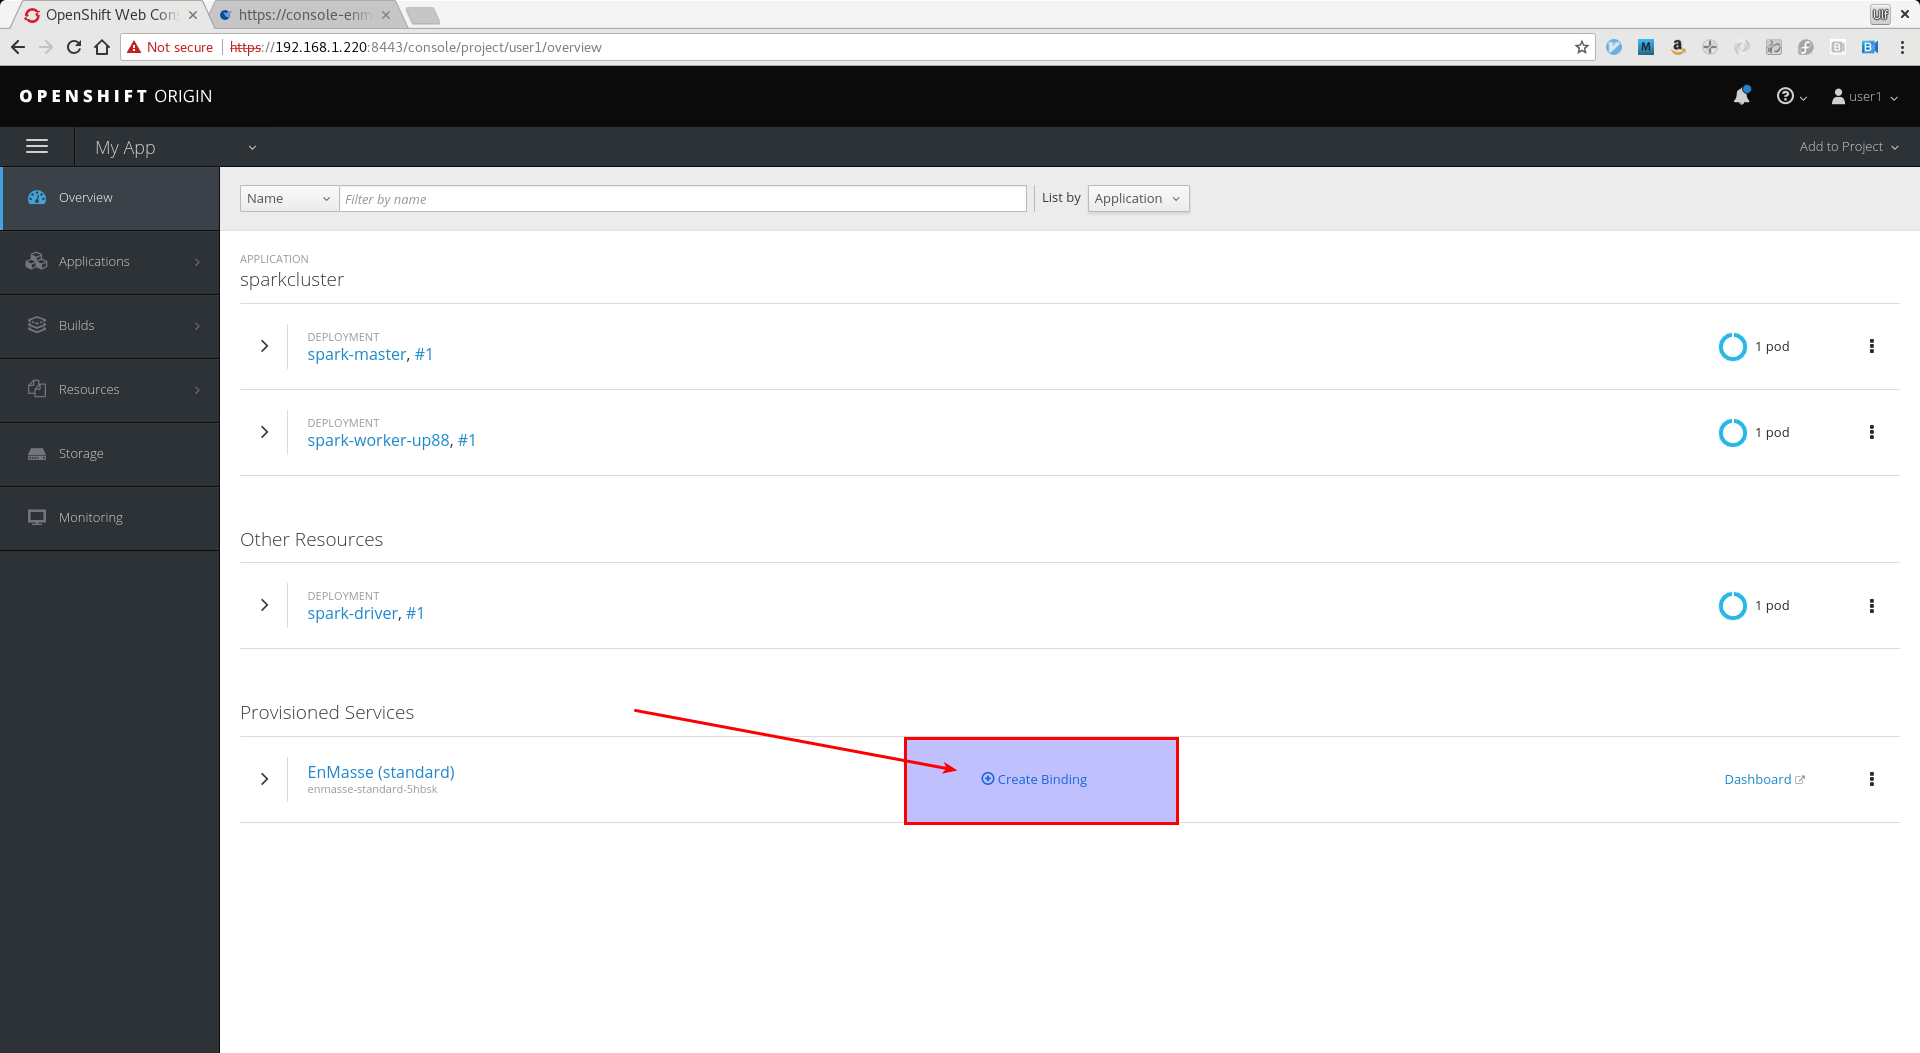 OpenShift Web Con
https://console-enm
Ulf
Not secure
https://192.168.1.220:8443/console/project/user1/overview
OPENSHIFT ORIGIN
user1
My App
Add to Project
Overview
Applications
Builds
Resources
Storage
Monitoring
Name
Filter by name
List by
Application
APPLICATION
sparkcluster
DEPLOYMENT
spark-master, #1
1 pod
DEPLOYMENT
spark-worker-up88, #1
1 pod
Other Resources
DEPLOYMENT
spark-driver, #1
1 pod
Provisioned Services
EnMasse (standard)
enmasse-standard-5hbsk
Create Binding
Dashboard